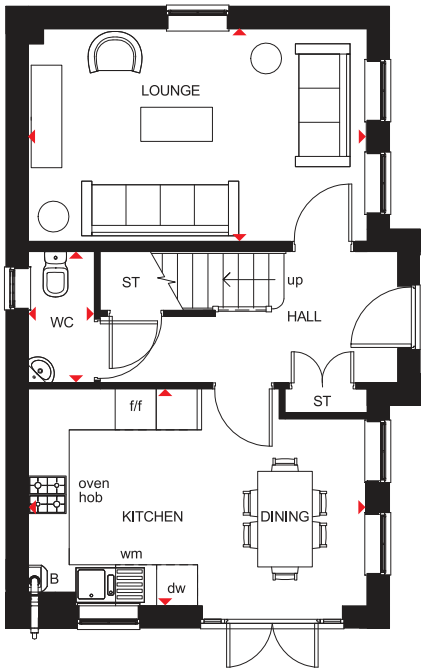 LOUNGE
ST
up
WC
HALL
ST
f/f
oven
hob
KITCHEN
DINING
wm
B
dw